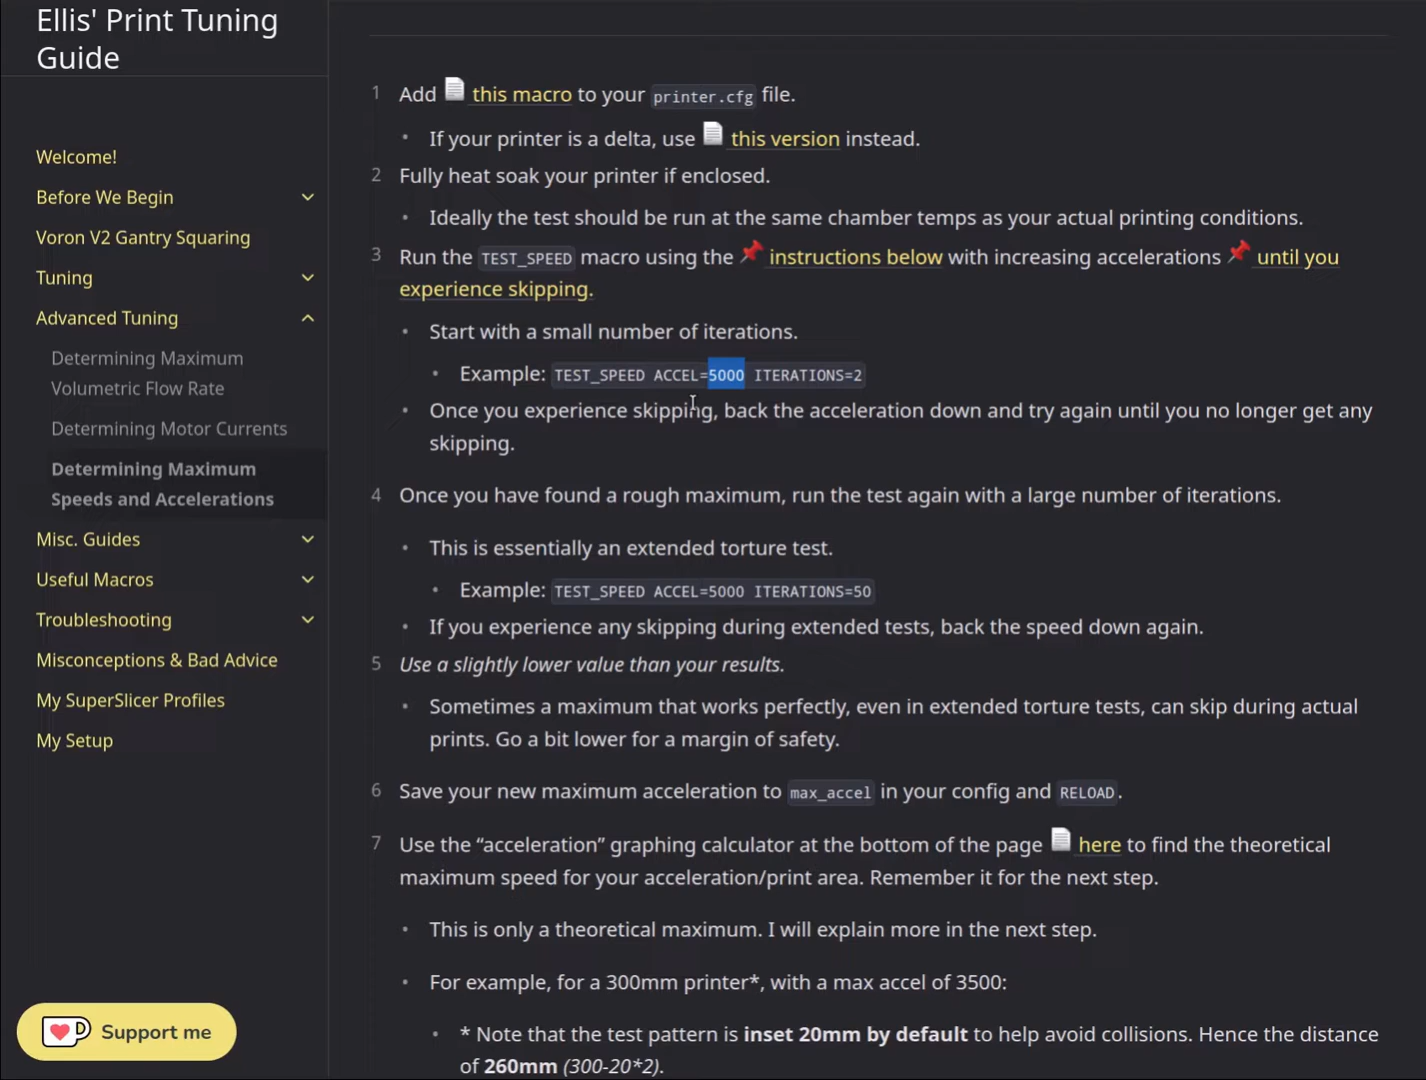 Ellis' Print Tuning
Guide
Welcome!
Before We Begin
Voron V2 Gantry Squaring
Tuning
Advanced Tuning
Determining Maximum
Volumetric Flow Rate
Determining Motor Currents
Determining Maximum
Speeds and Accelerations
Misc. Guides
Useful Macros
Troubleshooting
Misconceptions & Bad Advice
My SuperSlicer Profiles
My Setup
Support me
1 Add this macro to your printer.cfg file.
• If your printer is a delta, use this version instead.
2 Fully heat soak your printer if enclosed.
• Ideally the test should be run at the same chamber temps as your actual printing conditions.
3 Run the TEST_SPEED macro using the instructions below with increasing accelerations until you
experience skipping.
• Start with a small number of iterations.
• Example: TEST_SPEED ACCEL=5000 ITERATIONS=2
• Once you experience skipping, back the acceleration down and try again until you no longer get any
skipping.
4 Once you have found a rough maximum, run the test again with a large number of iterations.
• This is essentially an extended torture test.
• Example: TEST_SPEED ACCEL=5000 ITERATIONS=50
• If you experience any skipping during extended tests, back the speed down again.
5 Use a slightly lower value than your results.
• Sometimes a maximum that works perfectly, even in extended torture tests, can skip during actual
prints. Go a bit lower for a margin of safety.
6 Save your new maximum acceleration to max_accel in your config and RELOAD.
7 Use the “acceleration” graphing calculator at the bottom of the page here to find the theoretical
maximum speed for your acceleration/print area. Remember it for the next step.
• This is only a theoretical maximum. I will explain more in the next step.
• For example, for a 300mm printer*, with a max accel of 3500:
• * Note that the test pattern is inset 20mm by default to help avoid collisions. Hence the distance
of 260mm (300-20*2).